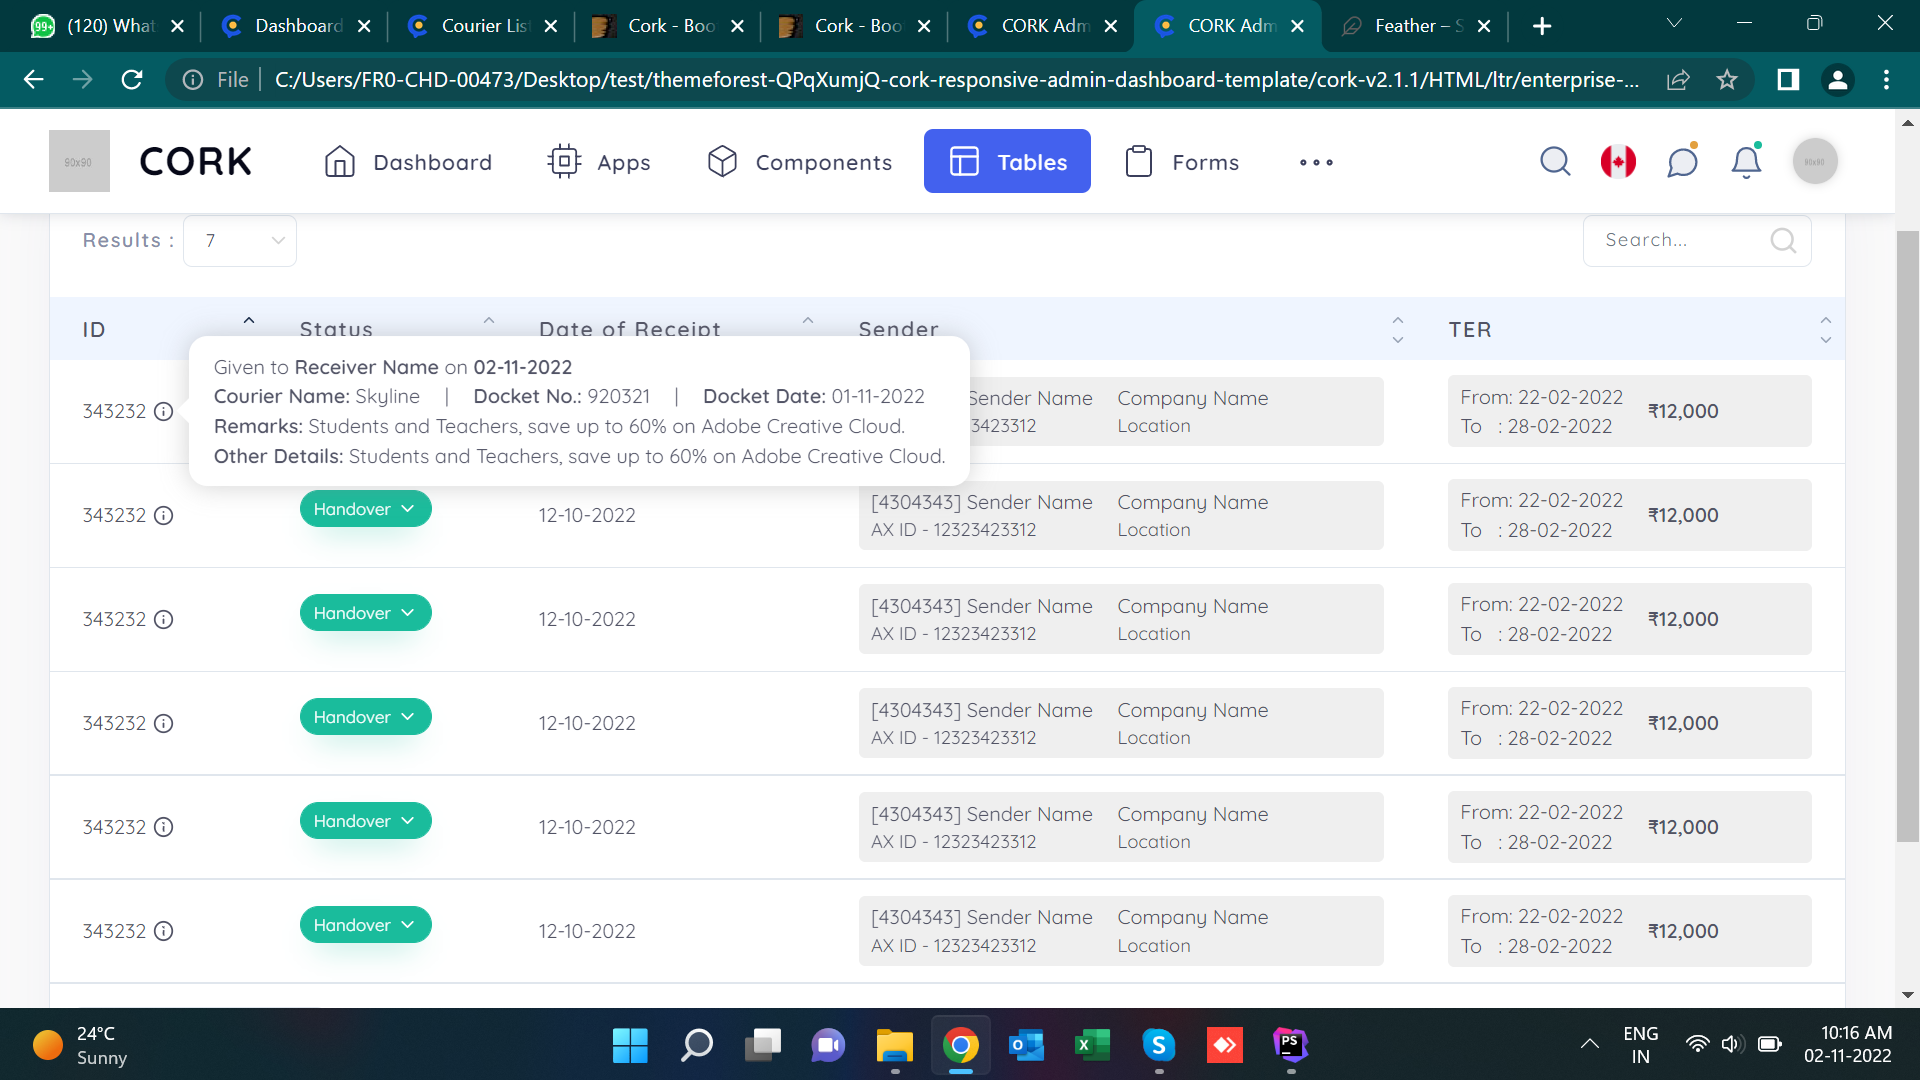 (120) What
Dashboard
Courier Lis
Cork - Boo
Cork - Boo
CORK Adm
CORK Adm
Feather – S
File
C:/Users/FR0-CHD-00473/Desktop/test/themeforest-QPqXumjQ-cork-responsive-admin-dashboard-template/cork-v2.1.1/HTML/ltr/enterprise-...
90x90
CORK
Dashboard
Apps
Components
Tables
Forms
90x90
Results :
7
Search...
ID
Status
Date of Receipt
Sender
TER
Given to Receiver Name on 02-11-2022
Courier Name: Skyline | Docket No.: 920321 | Docket Date: 01-11-2022
Remarks: Students and Teachers, save up to 60% on Adobe Creative Cloud.
Other Details: Students and Teachers, save up to 60% on Adobe Creative Cloud.
343232
Sender Name Company Name
3423312 Location
From: 22-02-2022
To : 28-02-2022
₹12,000
343232
Handover
12-10-2022
[4304343] Sender Name Company Name
AX ID - 12323423312 Location
From: 22-02-2022
To : 28-02-2022
₹12,000
343232
Handover
12-10-2022
[4304343] Sender Name Company Name
AX ID - 12323423312 Location
From: 22-02-2022
To : 28-02-2022
₹12,000
343232
Handover
12-10-2022
[4304343] Sender Name Company Name
AX ID - 12323423312 Location
From: 22-02-2022
To : 28-02-2022
₹12,000
343232
Handover
12-10-2022
[4304343] Sender Name Company Name
AX ID - 12323423312 Location
From: 22-02-2022
To : 28-02-2022
₹12,000
343232
Handover
12-10-2022
[4304343] Sender Name Company Name
AX ID - 12323423312 Location
From: 22-02-2022
To : 28-02-2022
₹12,000
24°C
Sunny
ENG
IN
10:16 AM
02-11-2022